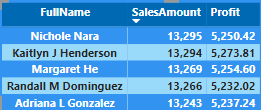 FullName SalesAmount Profit
Nichole Nara 13,295 5,250.42
Kaitlyn J Henderson 13,294 5,273.81
Margaret He 13,269 5,254.60
Randall M Dominguez 13,266 5,232.02
Adriana L Gonzalez 13,243 5,237.24